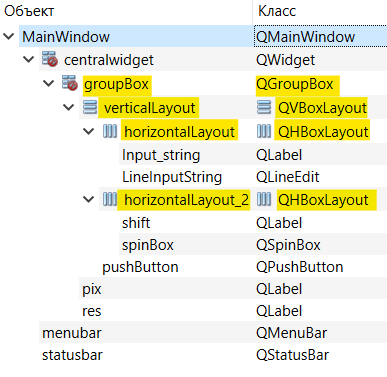 Объект Класс
MainWindow QMainWindow
centralwidget QWidget
groupBox QGroupBox
verticalLayout QVBoxLayout
horizontalLayout QHBoxLayout
Input_string QLabel
LineInputString QLineEdit
horizontalLayout_2 QHBoxLayout
shift QLabel
spinBox QSpinBox
pushButton QPushButton
pix QLabel
res QLabel
menubar QMenuBar
statusbar QStatusBar